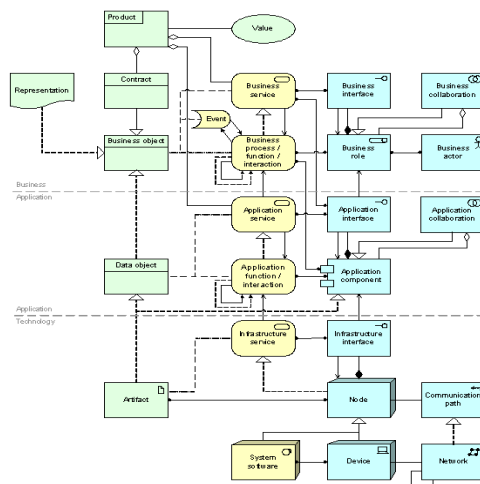 Product
Value
Contract
Business
service
Business
interface
Business
collaboration
Representation
Event
Business object
Business
process /
function /
interaction
Business
role
Business
actor
Business
Application
Application
service
Application
interface
Application
collaboration
Data object
Application
function /
interaction
Application
component
Application
Technology
Infrastructure
service
Infrastructure
interface
Artifact
Node
Communication
path
System
software
Device
Network